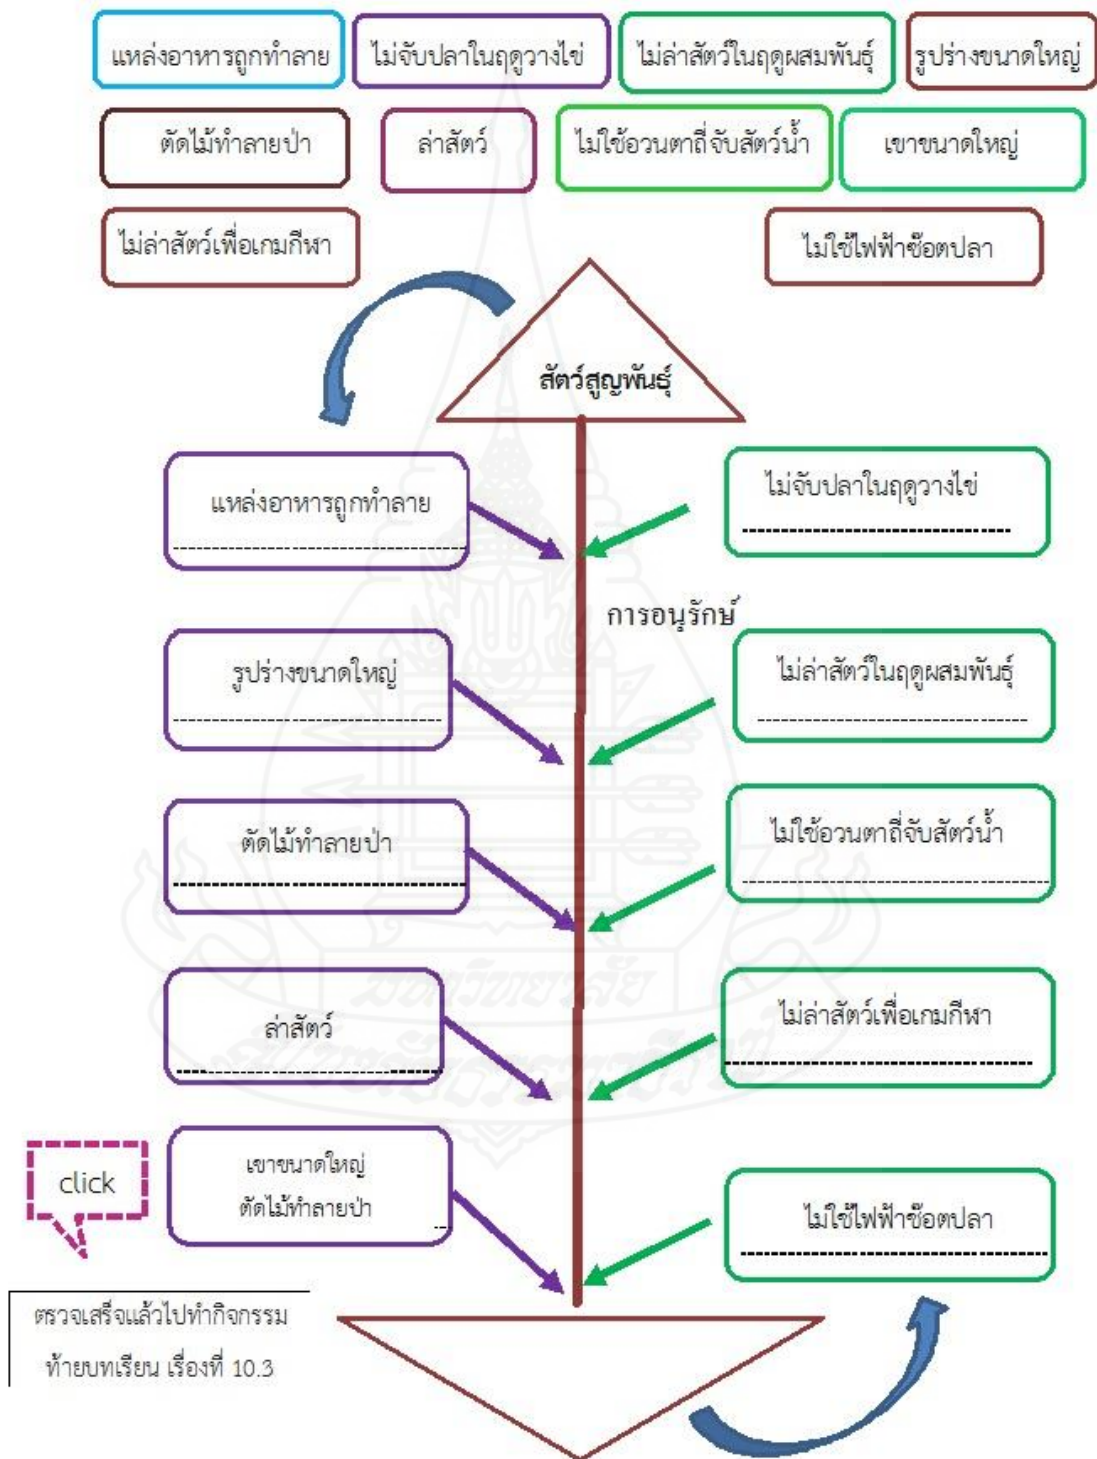 แหล่งอาหารถูกทำลาย
ไม่จับปลาในฤดูวางไข่
ไม่ล่าสัตว์ในฤดูผสมพันธุ์
รูปร่างขนาดใหญ่
ตัดไม้ทำลายป่า
ล่าสัตว์
ไม่ใช้อวนตาถี่จับสัตว์น้ำ
เขาขนาดใหญ่
ไม่ล่าสัตว์เพื่อเกมกีฬา
ไม่ใช้ไฟฟ้าช๊อตปลา
สัตว์สูญพันธุ์
แหล่งอาหารถูกทำลาย
ไม่จับปลาในฤดูวางไข่
การอนุรักษ์
รูปร่างขนาดใหญ่
ไม่ล่าสัตว์ในฤดูผสมพันธุ์
ตัดไม้ทำลายป่า
ไม่ใช้อวนตาถี่จับสัตว์น้ำ
ล่าสัตว์
ไม่ล่าสัตว์เพื่อเกมกีฬา
click
เขาขนาดใหญ่
ตัดไม้ทำลายป่า
ไม่ใช้ไฟฟ้าช๊อตปลา
ตรวจเสร็จแล้วไปทำกิจกรรม
ท้ายบทเรียน เรื่องที่ 10.3